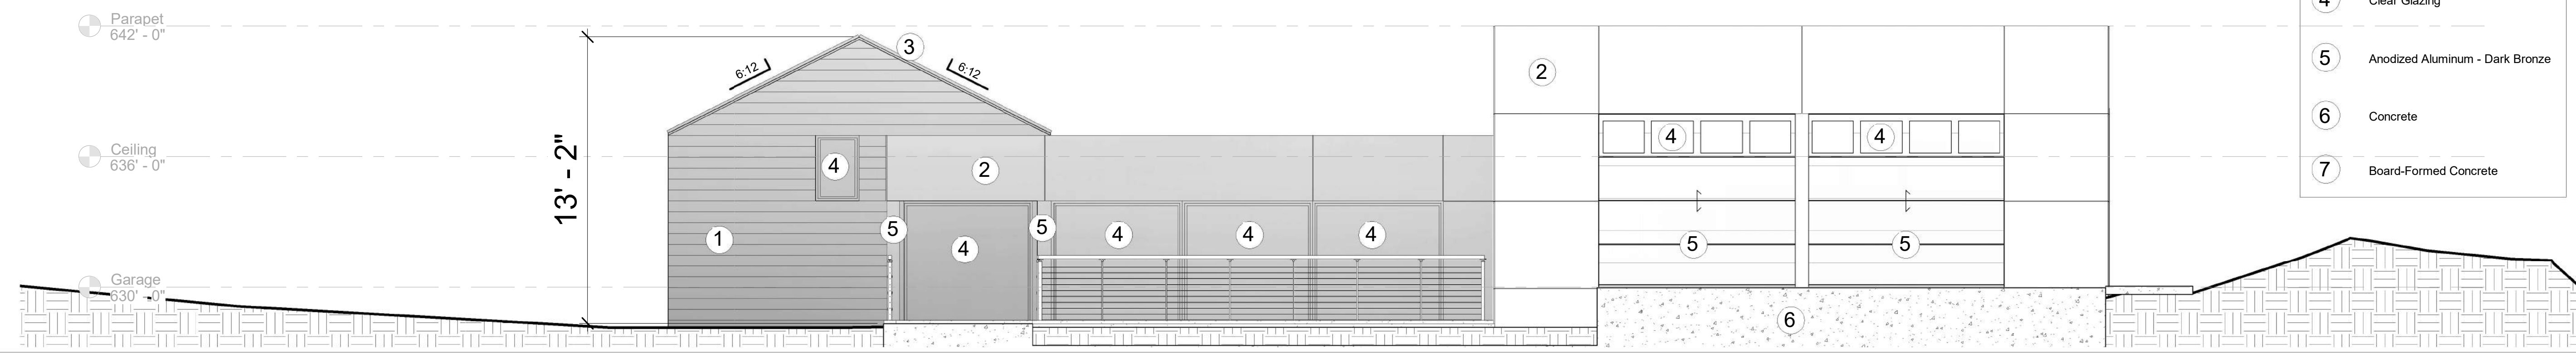 Parapet
642' - 0"
Ceiling
636' - 0"
Garage
630' - 0"
13' - 2"
6:12
3
6:12
4
2
1
5
4
5
4
4
4
2
4
4
5
5
6
4 Clear Glazing
5 Anodized Aluminum - Dark Bronze
6 Concrete
7 Board-Formed Concrete